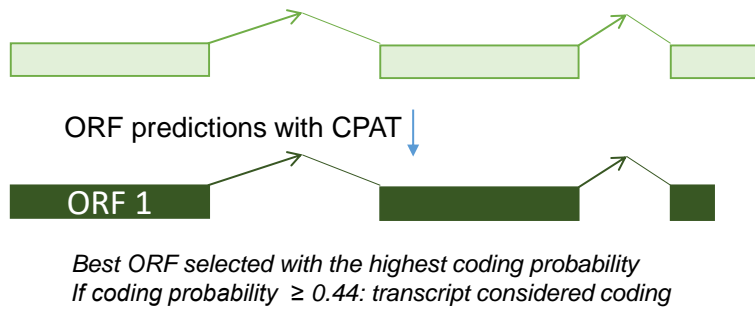 ORF predictions with CPAT
ORF 1
Best ORF selected with the highest coding probability
If coding probability ≥ 0.44: transcript considered coding